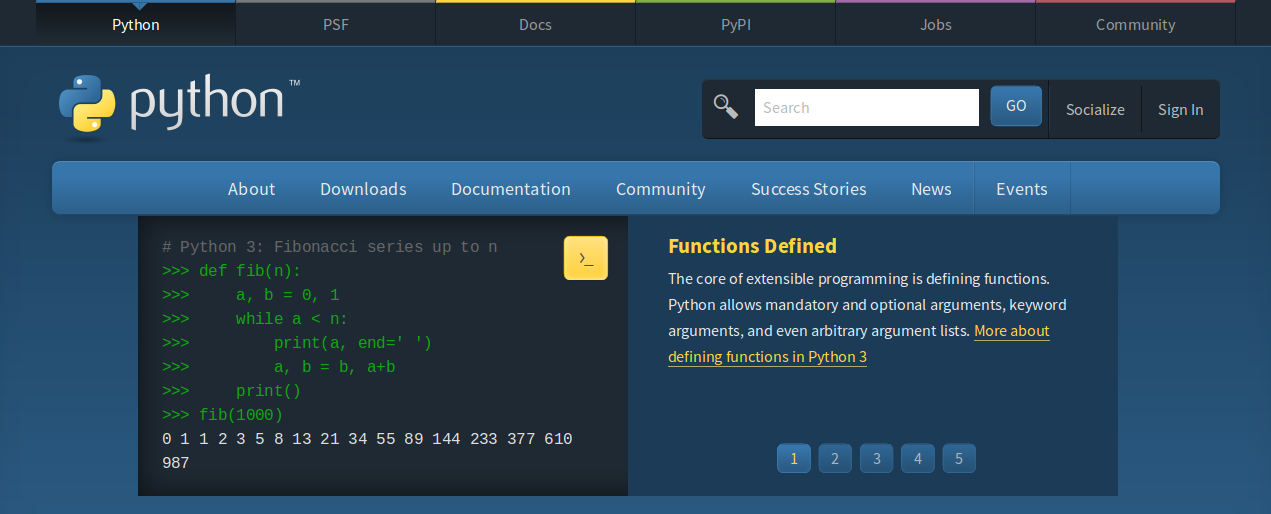 Python PSF Docs PyPI Jobs Community
python™
Search GO Socialize Sign In
About Downloads Documentation Community Success Stories News Events
# Python 3: Fibonacci series up to n
>>> def fib(n):
>>>     a, b = 0, 1
>>>     while a < n:
>>>         print(a, end=' ')
>>>         a, b = b, a+b
>>>     print()
>>> fib(1000)
0 1 1 2 3 5 8 13 21 34 55 89 144 233 377 610
987
>_
Functions Defined
The core of extensible programming is defining functions.
Python allows mandatory and optional arguments, keyword
arguments, and even arbitrary argument lists. More about
defining functions in Python 3
1 2 3 4 5